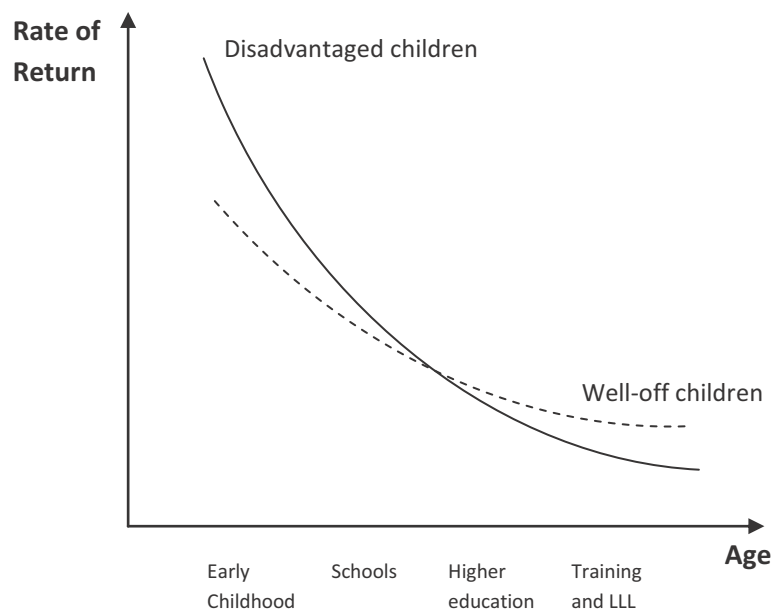 Rate of
Return
Disadvantaged children
Well-off children
Age
Early
Childhood
Schools
Higher
education
Training
and LLL